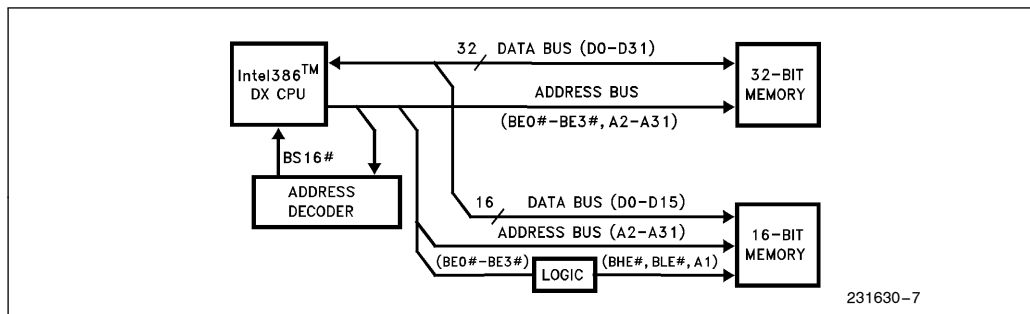 Intel386™
DX CPU
32
DATA BUS (D0-D31)
32-BIT
MEMORY
ADDRESS BUS
(BE0#-BE3#, A2-A31)
BS16#
ADDRESS
DECODER
16
DATA BUS (D0-D15)
ADDRESS BUS (A2-A31)
16-BIT
MEMORY
(BE0#-BE3#)
LOGIC
(BHE#, BLE#, A1)
231630-7